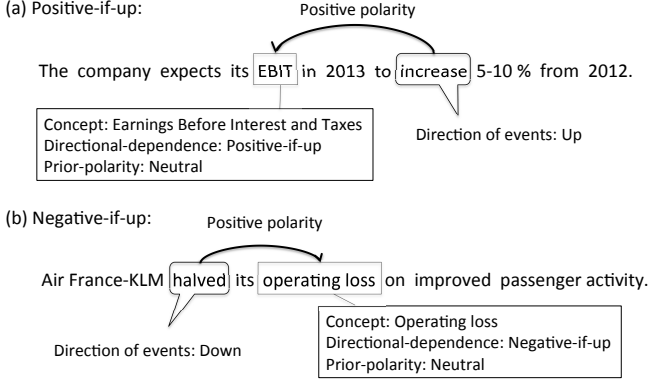 (a) Positive-if-up:
Positive polarity
The company expects its EBIT in 2013 to increase 5-10 % from 2012.
Concept: Earnings Before Interest and Taxes
Directional-dependence: Positive-if-up
Prior-polarity: Neutral
Direction of events: Up
(b) Negative-if-up:
Positive polarity
Air France-KLM halved its operating loss on improved passenger activity.
Direction of events: Down
Concept: Operating loss
Directional-dependence: Negative-if-up
Prior-polarity: Neutral